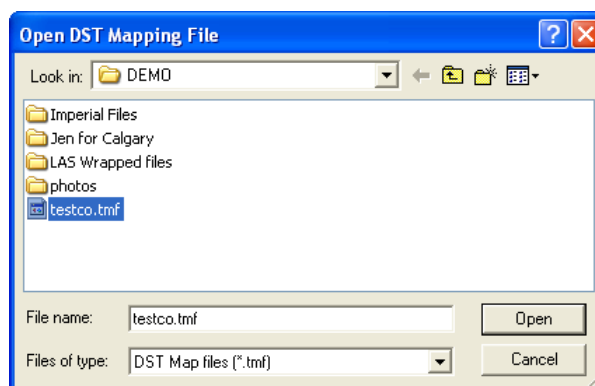 Open DST Mapping File
Look in: DEMO
Imperial Files
Jen for Calgary
LAS Wrapped files
photos
testco.tmf
File name: testco.tmf Open
Files of type: DST Map files (*.tmf) Cancel